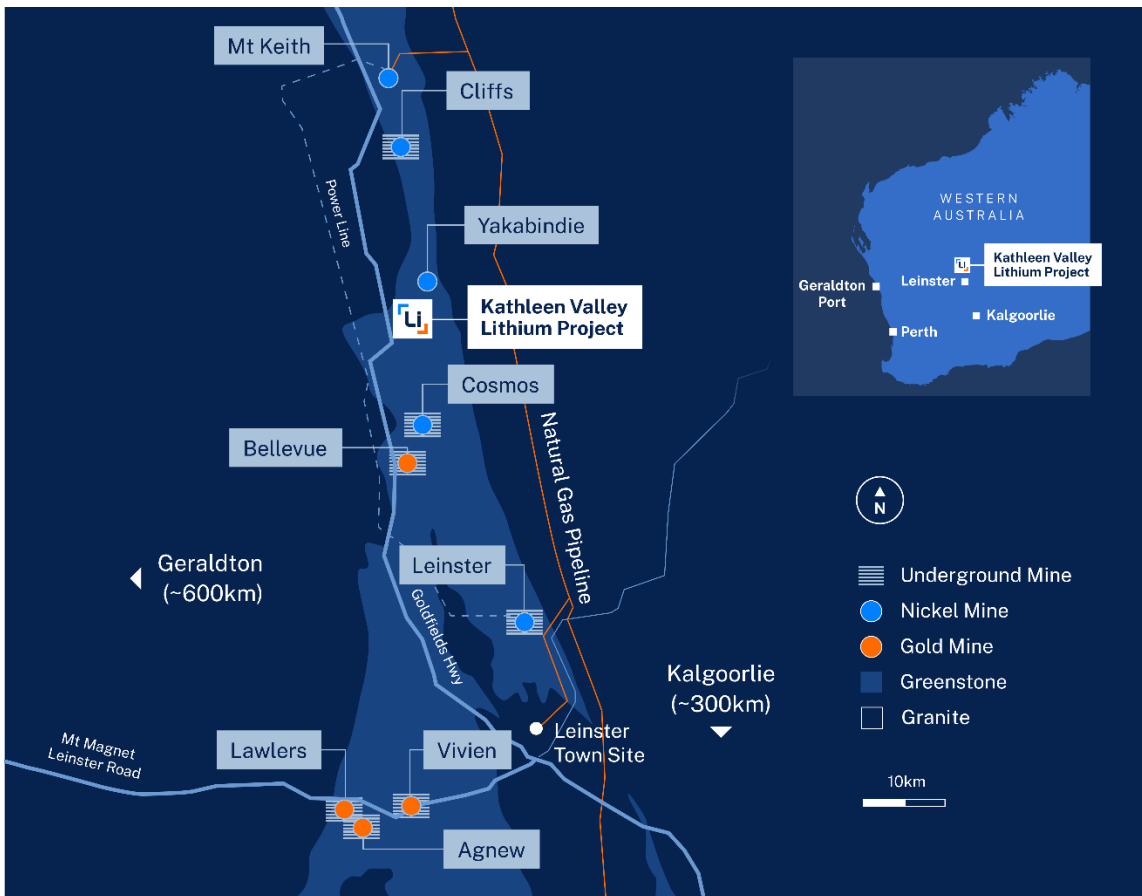 Mt Keith
Cliffs
Power Line
Yakabindie
Li
Kathleen Valley
Lithium Project
Cosmos
Bellevue
Natural Gas Pipeline
Geraldton
(~600km)
Leinster
Goldfields Hwy
Kalgoorlie
(~300km)
Leinster
Town Site
Mt Magnet
Leinster Road
Lawlers
Vivien
Agnew
WESTERN
AUSTRALIA
Li
Kathleen Valley
Lithium Project
Leinster
Geraldton
Port
Kalgoorlie
Perth
N
Underground Mine
Nickel Mine
Gold Mine
Greenstone
Granite
10km